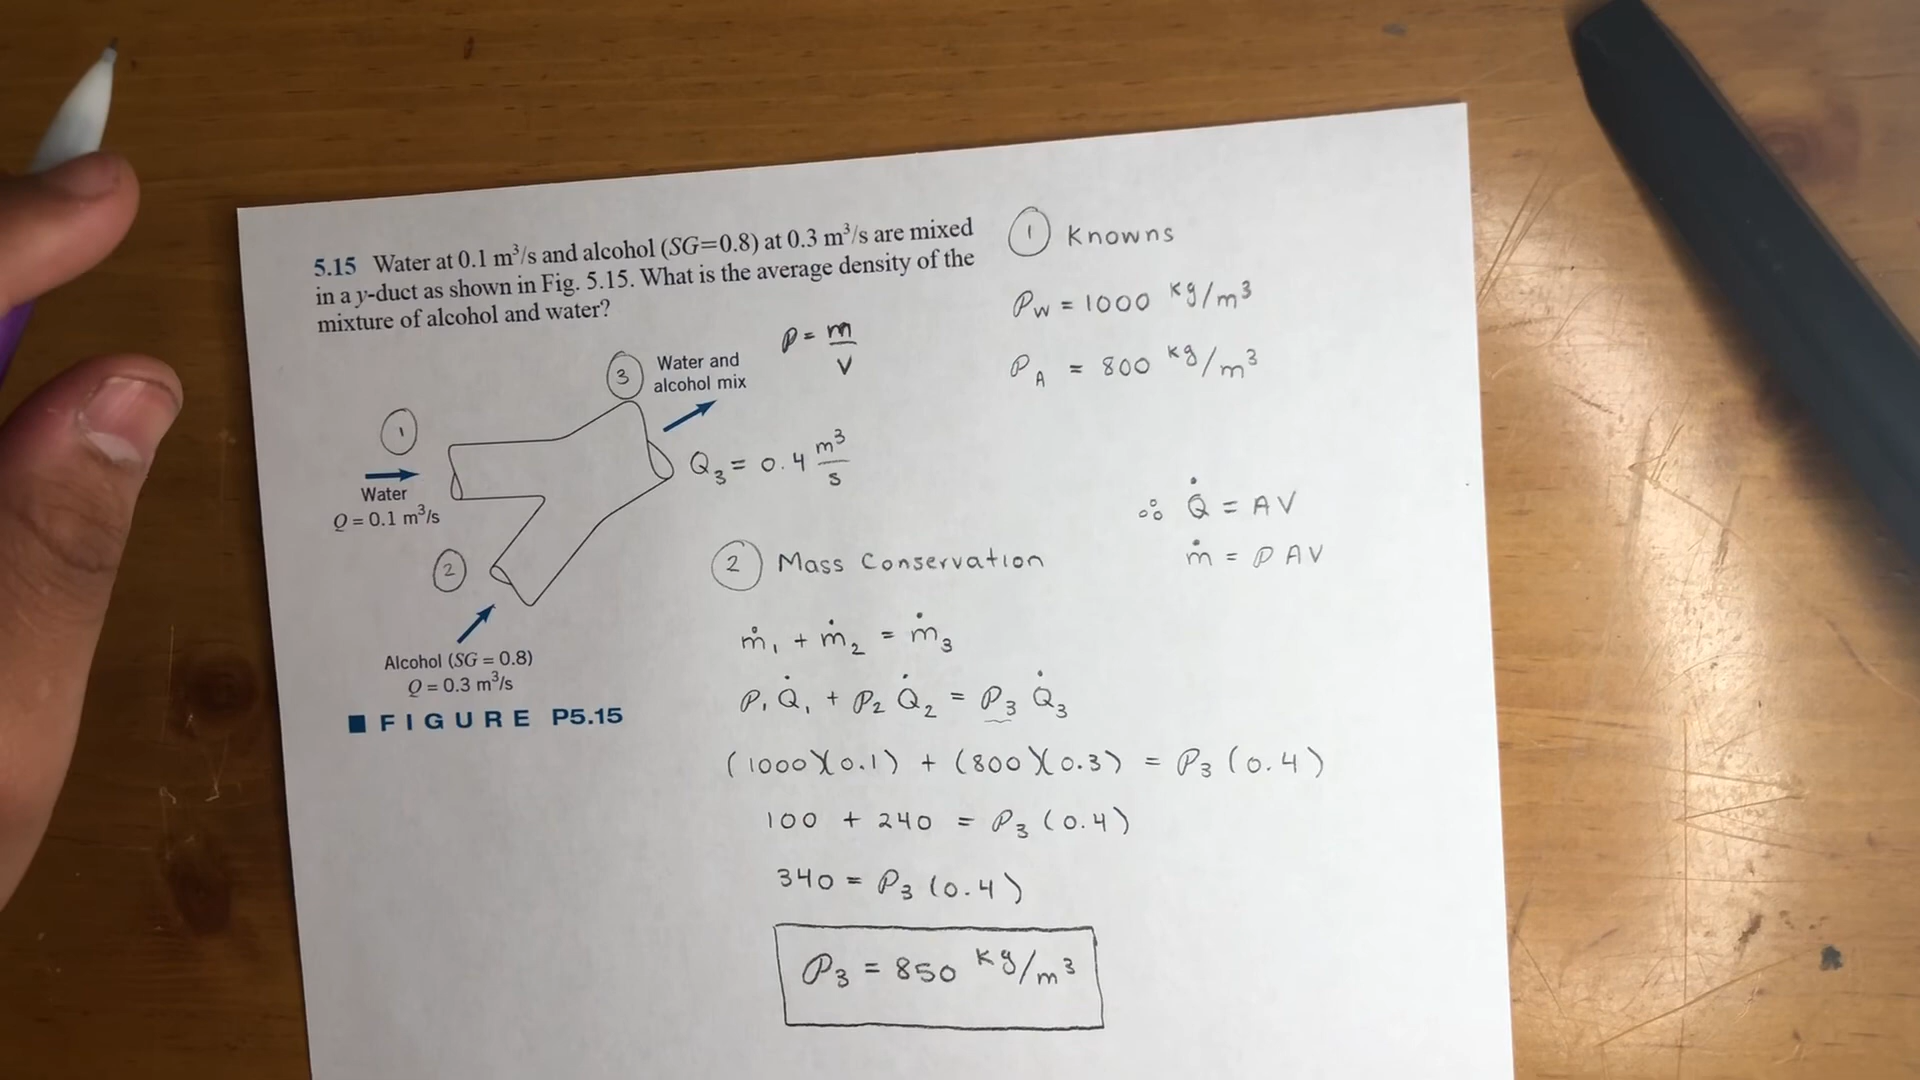 5.15 Water at 0.1 m³/s and alcohol (SG=0.8) at 0.3 m³/s are mixed
in a y-duct as shown in Fig. 5.15. What is the average density of the
mixture of alcohol and water?
ρ = m/V
3
Water and
alcohol mix
1
Water
Q = 0.1 m³/s
Q₃ = 0.4 m³/s
2
Alcohol (SG = 0.8)
Q = 0.3 m³/s
■ FIGURE P5.15
1 Knowns
ρ_W = 1000 kg/m³
ρ_A = 800 kg/m³
Q̇ = AV
ṁ = ρAV
2 Mass Conservation
ṁ₁ + ṁ₂ = ṁ₃
ρ₁Q̇₁ + ρ₂Q̇₂ = ρ₃Q̇₃
(1000)(0.1) + (800)(0.3) = ρ₃(0.4)
100 + 240 = ρ₃(0.4)
340 = ρ₃(0.4)
ρ₃ = 850 kg/m³